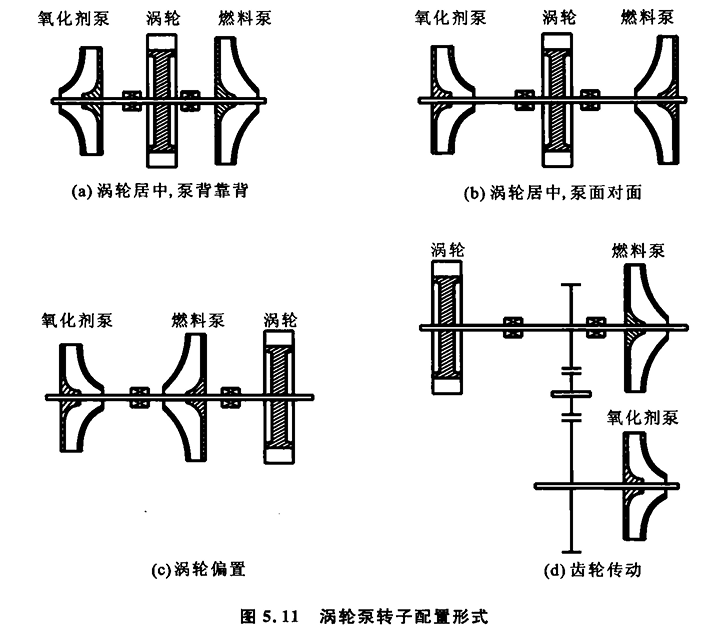 氧化剂泵 涡轮 燃料泵
(a) 涡轮居中,泵背靠背
氧化剂泵 涡轮 燃料泵
(b) 涡轮居中,泵面对面
氧化剂泵 燃料泵 涡轮
(c) 涡轮偏置
涡轮 燃料泵
氧化剂泵
(d) 齿轮传动
图 5.11 涡轮泵转子配置形式